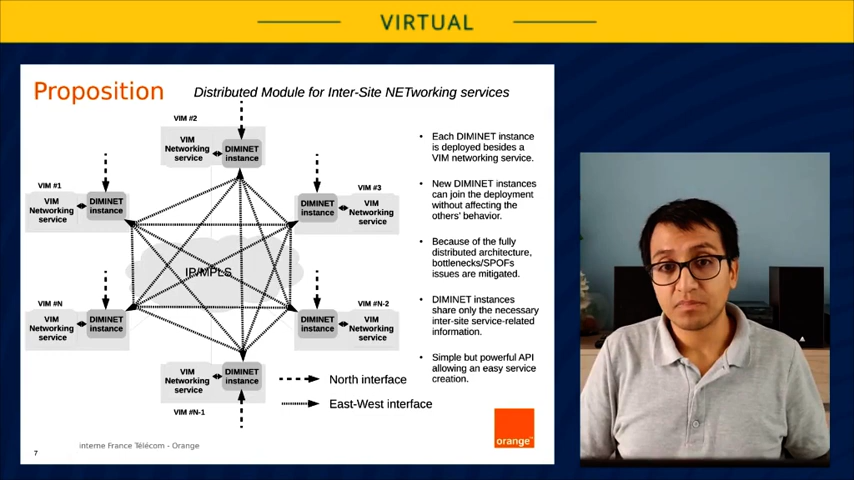 VIRTUAL
Proposition
Distributed Module for Inter-Site NETworking services
VIM #2
VIM
Networking
service
DIMINET
instance
VIM #1
VIM
Networking
service
DIMINET
instance
VIM #3
DIMINET
instance
VIM
Networking
service
IP/MPLS
VIM #N
VIM
Networking
service
DIMINET
instance
VIM #N-2
DIMINET
instance
VIM
Networking
service
VIM
Networking
service
DIMINET
instance
VIM #N-1
North interface
East-West interface
• Each DIMINET instance
is deployed besides a
VIM networking service.
• New DIMINET instances
can join the deployment
without affecting the
others' behavior.
• Because of the fully
distributed architecture,
bottlenecks/SPOFs
issues are mitigated.
• DIMINET instances
share only the necessary
inter-site service-related
information.
• Simple but powerful API
allowing an easy service
creation.
orange™
7
interne France Télécom - Orange